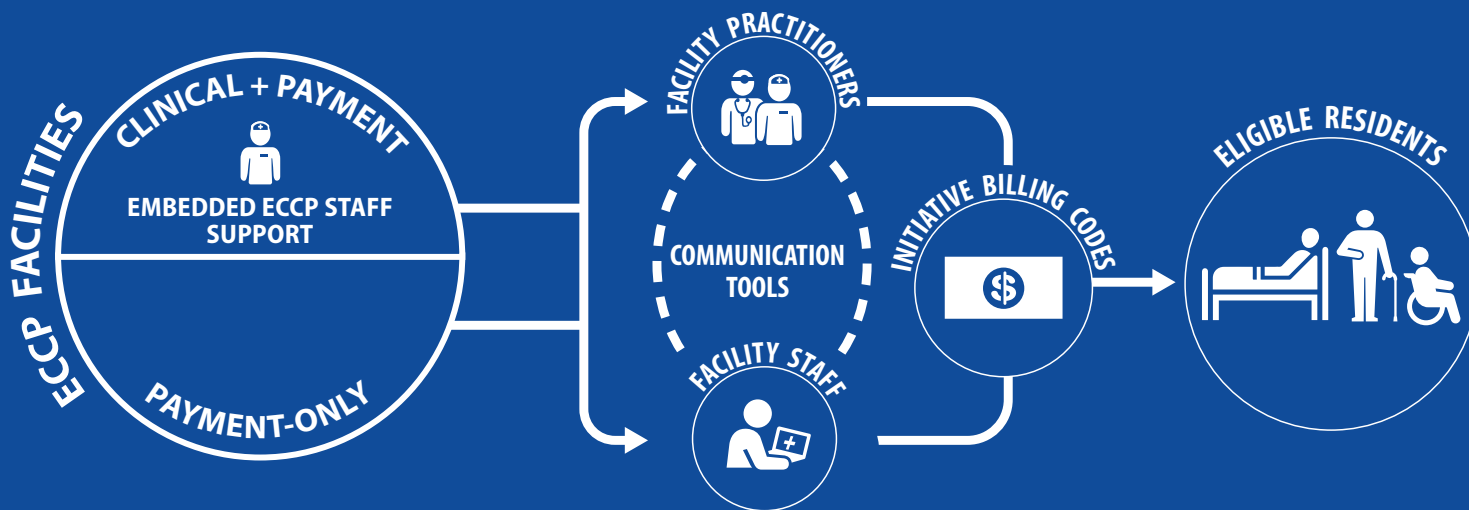 ECCP FACILITIES
CLINICAL + PAYMENT
EMBEDDED ECCP STAFF
SUPPORT
PAYMENT-ONLY
FACILITY PRACTITIONERS
COMMUNICATION
TOOLS
FACILITY STAFF
INITIATIVE BILLING CODES
$
ELIGIBLE RESIDENTS